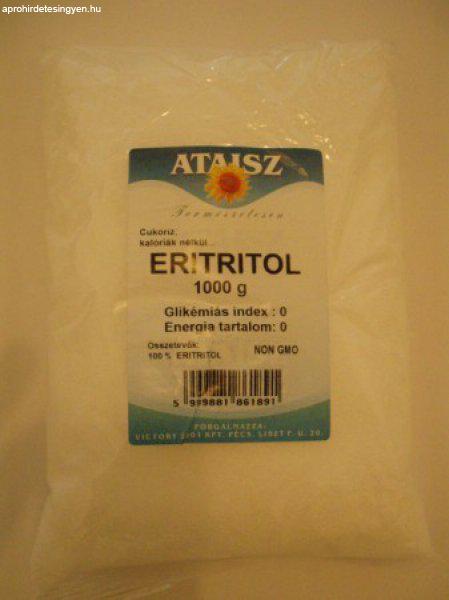 aprohirdetesingyen.hu
ATAISZ
Természetesen
Cukoríz,
kalóriák nélkül...
ERITRITOL
1000 g
Glikémiás index : 0
Energia tartalom: 0
Összetevők:
100 % ERITRITOL
NON GMO
5 999881 861891
FORGALMAZZA:
VICTORY 2001 KFT. PÉCS, SZIGET P. U. 20.